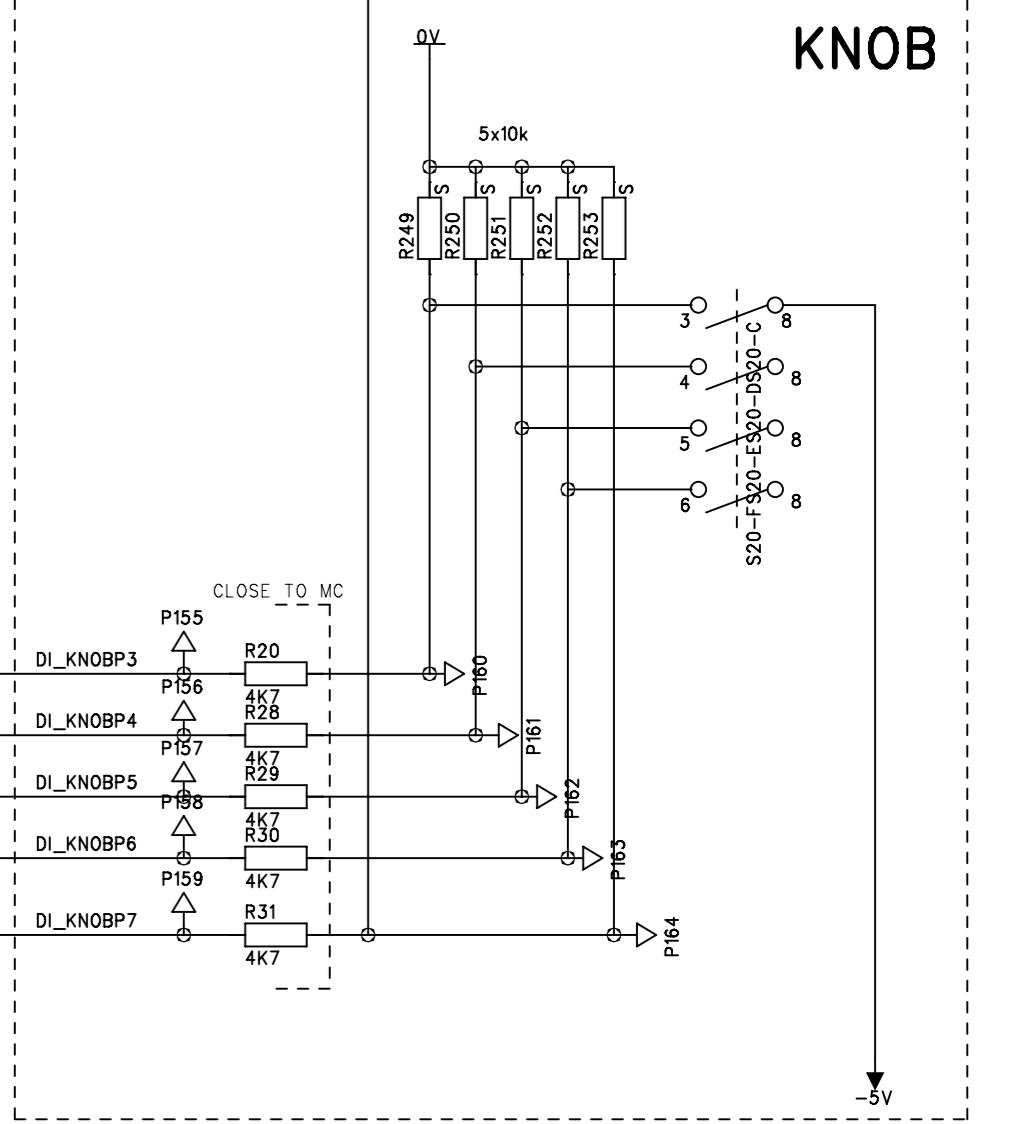 KNOB
0V
5x10k
S
S
S
S
S
R249
R250
R251
R252
R253
3
8
4
8
5
8
6
8
S20-FS20-ES20-DS20-C
CLOSE TO MC
P155
DI_KNOBP3
R20
4K7
P160
P156
DI_KNOBP4
R28
4K7
P161
P157
DI_KNOBP5
R29
4K7
P162
P158
DI_KNOBP6
R30
4K7
P163
P159
DI_KNOBP7
R31
4K7
P164
-5V